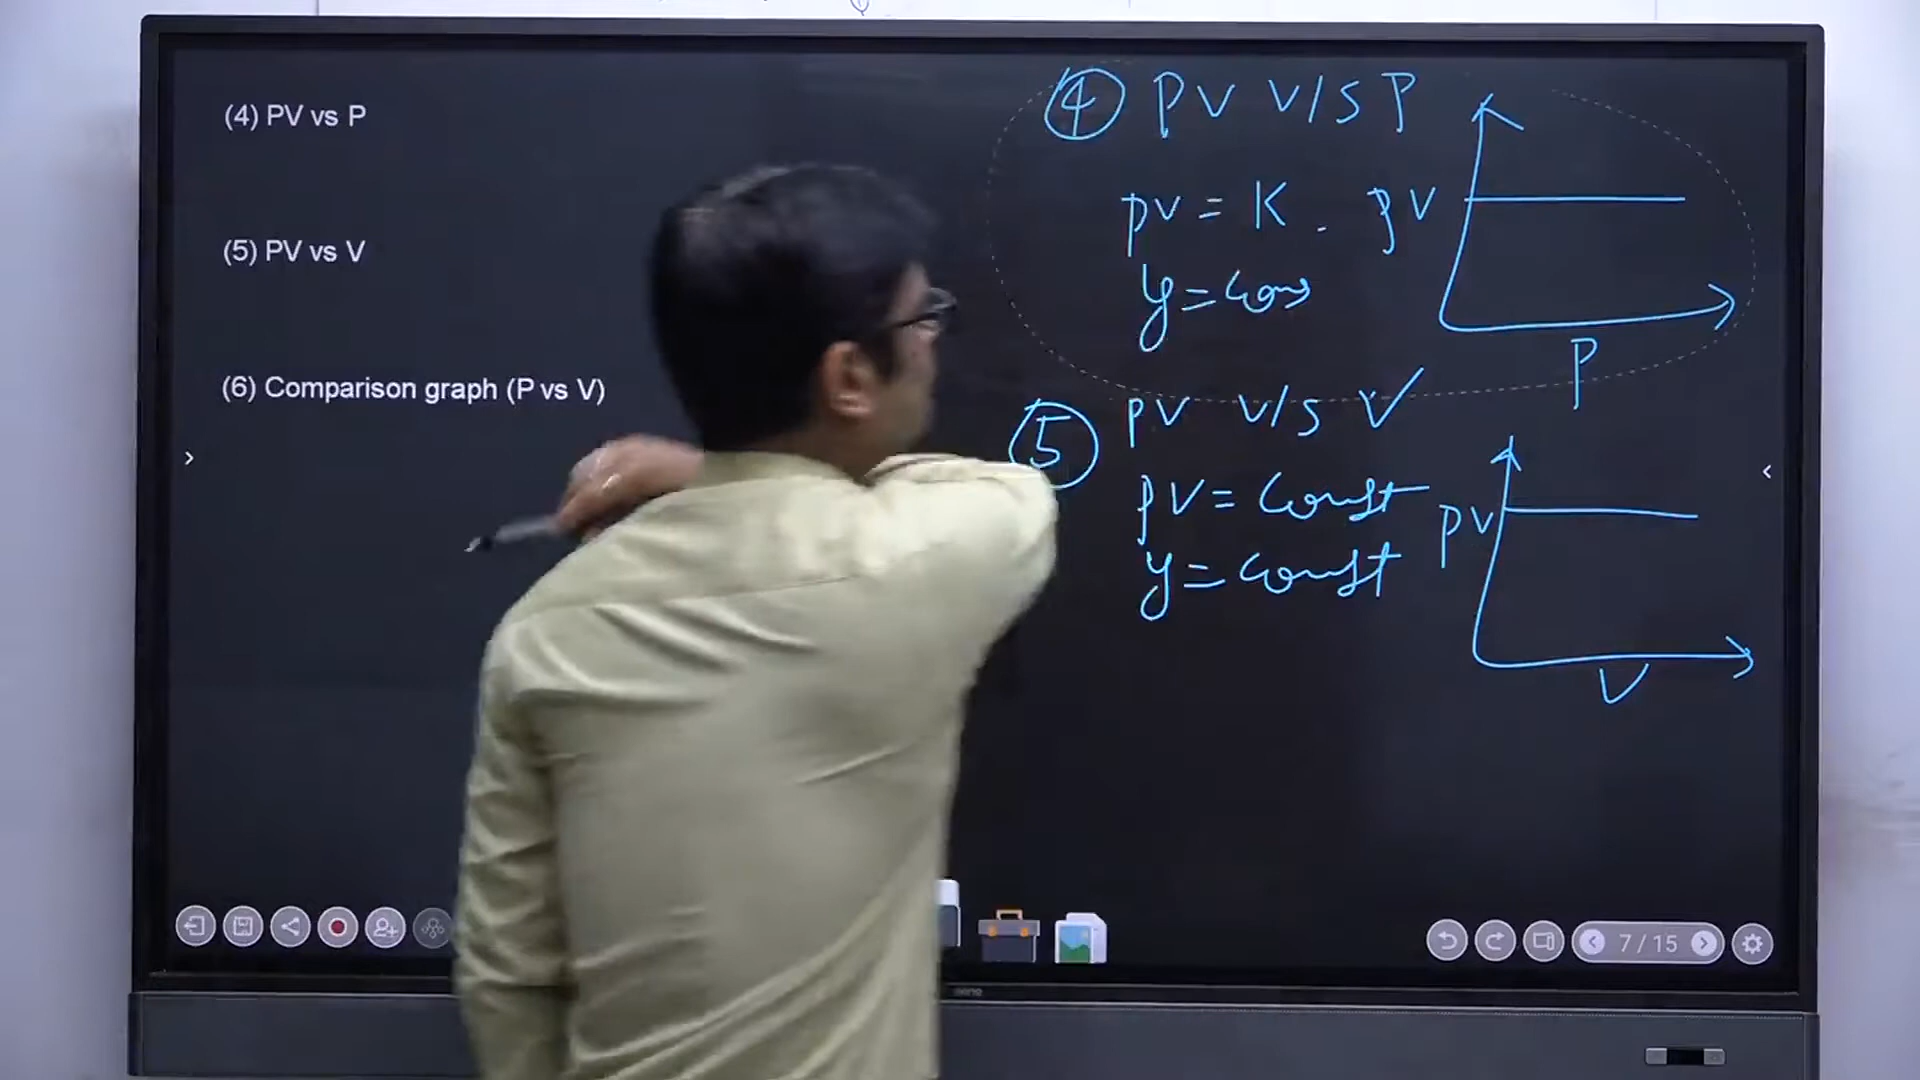 (4) PV vs P
(5) PV vs V
(6) Comparison graph (P vs V)
④ PV v/s P
PV = K .
y = cons
PV
P
⑤ PV v/s V
PV = const
y = const
PV
V
7 / 15